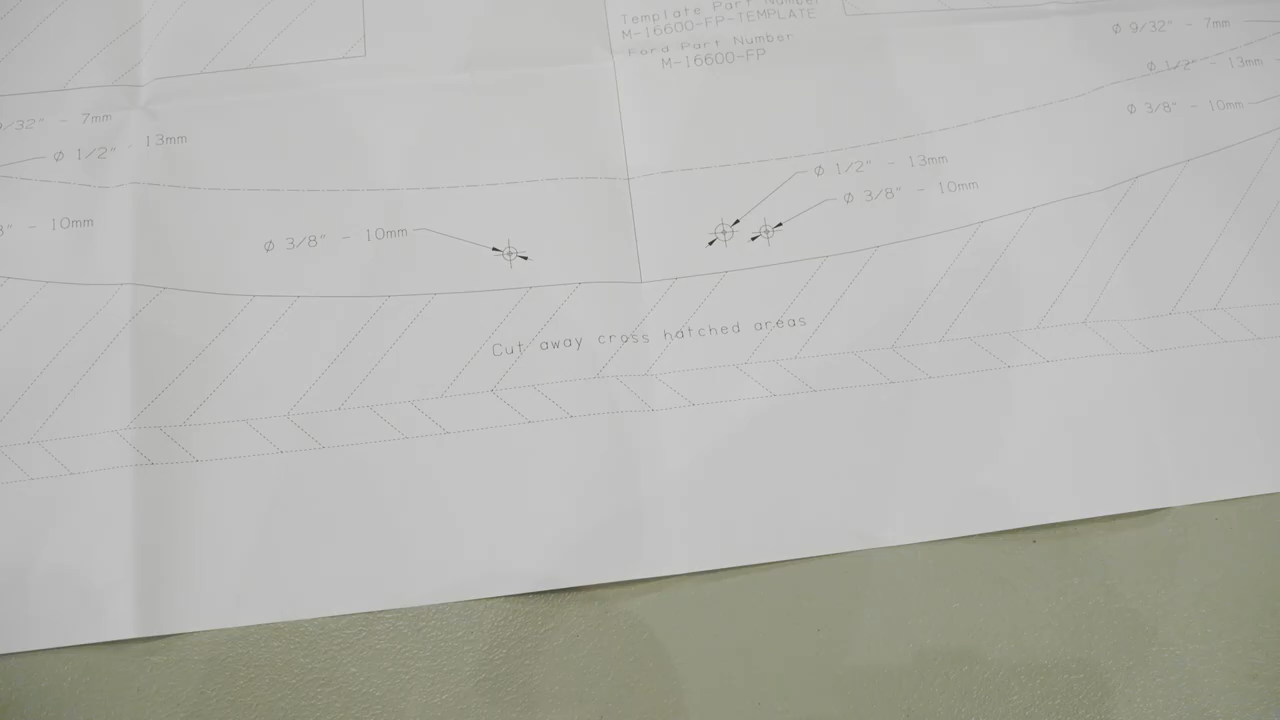 Template Part Number
M-16600-FP-TEMPLATE
Ford Part Number
M-16600-FP
Ø 9/32" - 7mm
Ø 1/2" - 13mm
Ø 3/8" - 10mm
9/32" - 7mm
Ø 1/2" - 13mm
8" - 10mm
Ø 3/8" - 10mm
Ø 1/2" - 13mm
Ø 3/8" - 10mm
Cut away cross hatched areas